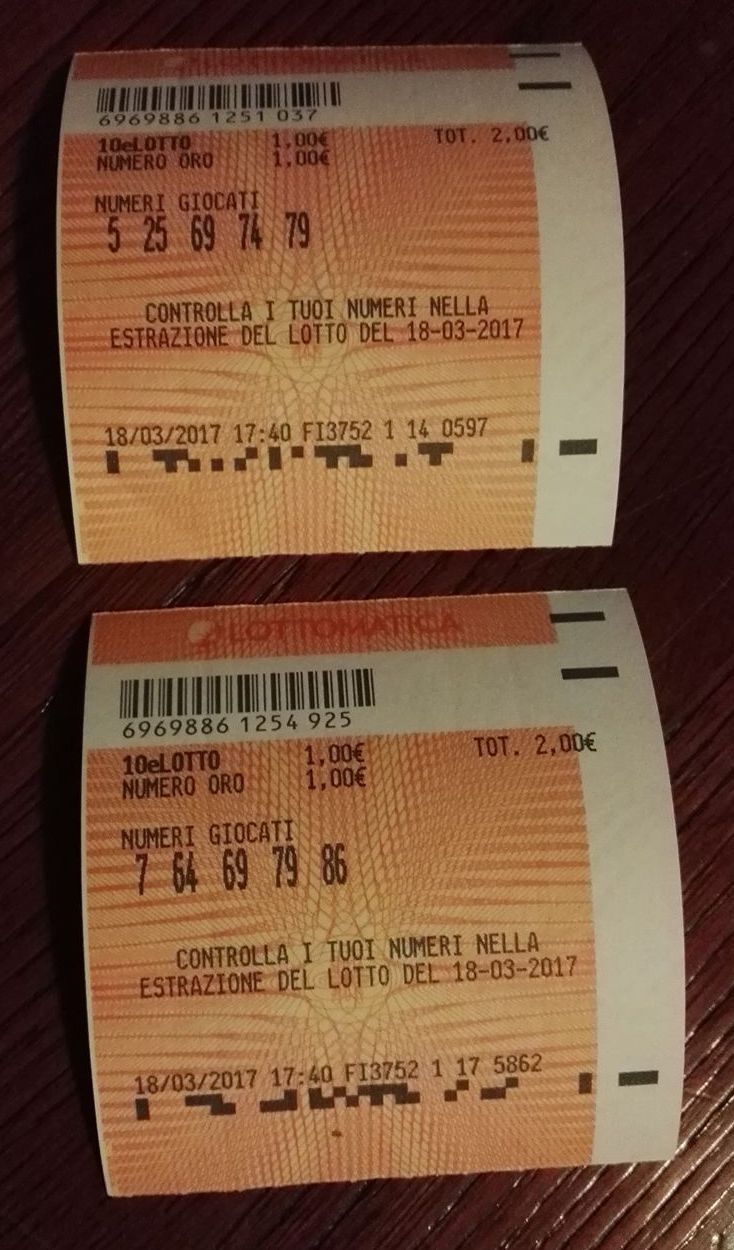 6969886 1251 037
10eLOTTO 1,00€ TOT. 2,00€
NUMERO ORO 1,00€
NUMERI GIOCATI
5 25 69 74 79
CONTROLLA I TUOI NUMERI NELLA
ESTRAZIONE DEL LOTTO DEL 18-03-2017
18/03/2017 17:40 FI3752 1 14 0597
LOTTOMATICA
6969886 1254 925
10eLOTTO 1,00€ TOT. 2,00€
NUMERO ORO 1,00€
NUMERI GIOCATI
7 64 69 79 86
CONTROLLA I TUOI NUMERI NELLA
ESTRAZIONE DEL LOTTO DEL 18-03-2017
18/03/2017 17:40 FI3752 1 17 5862